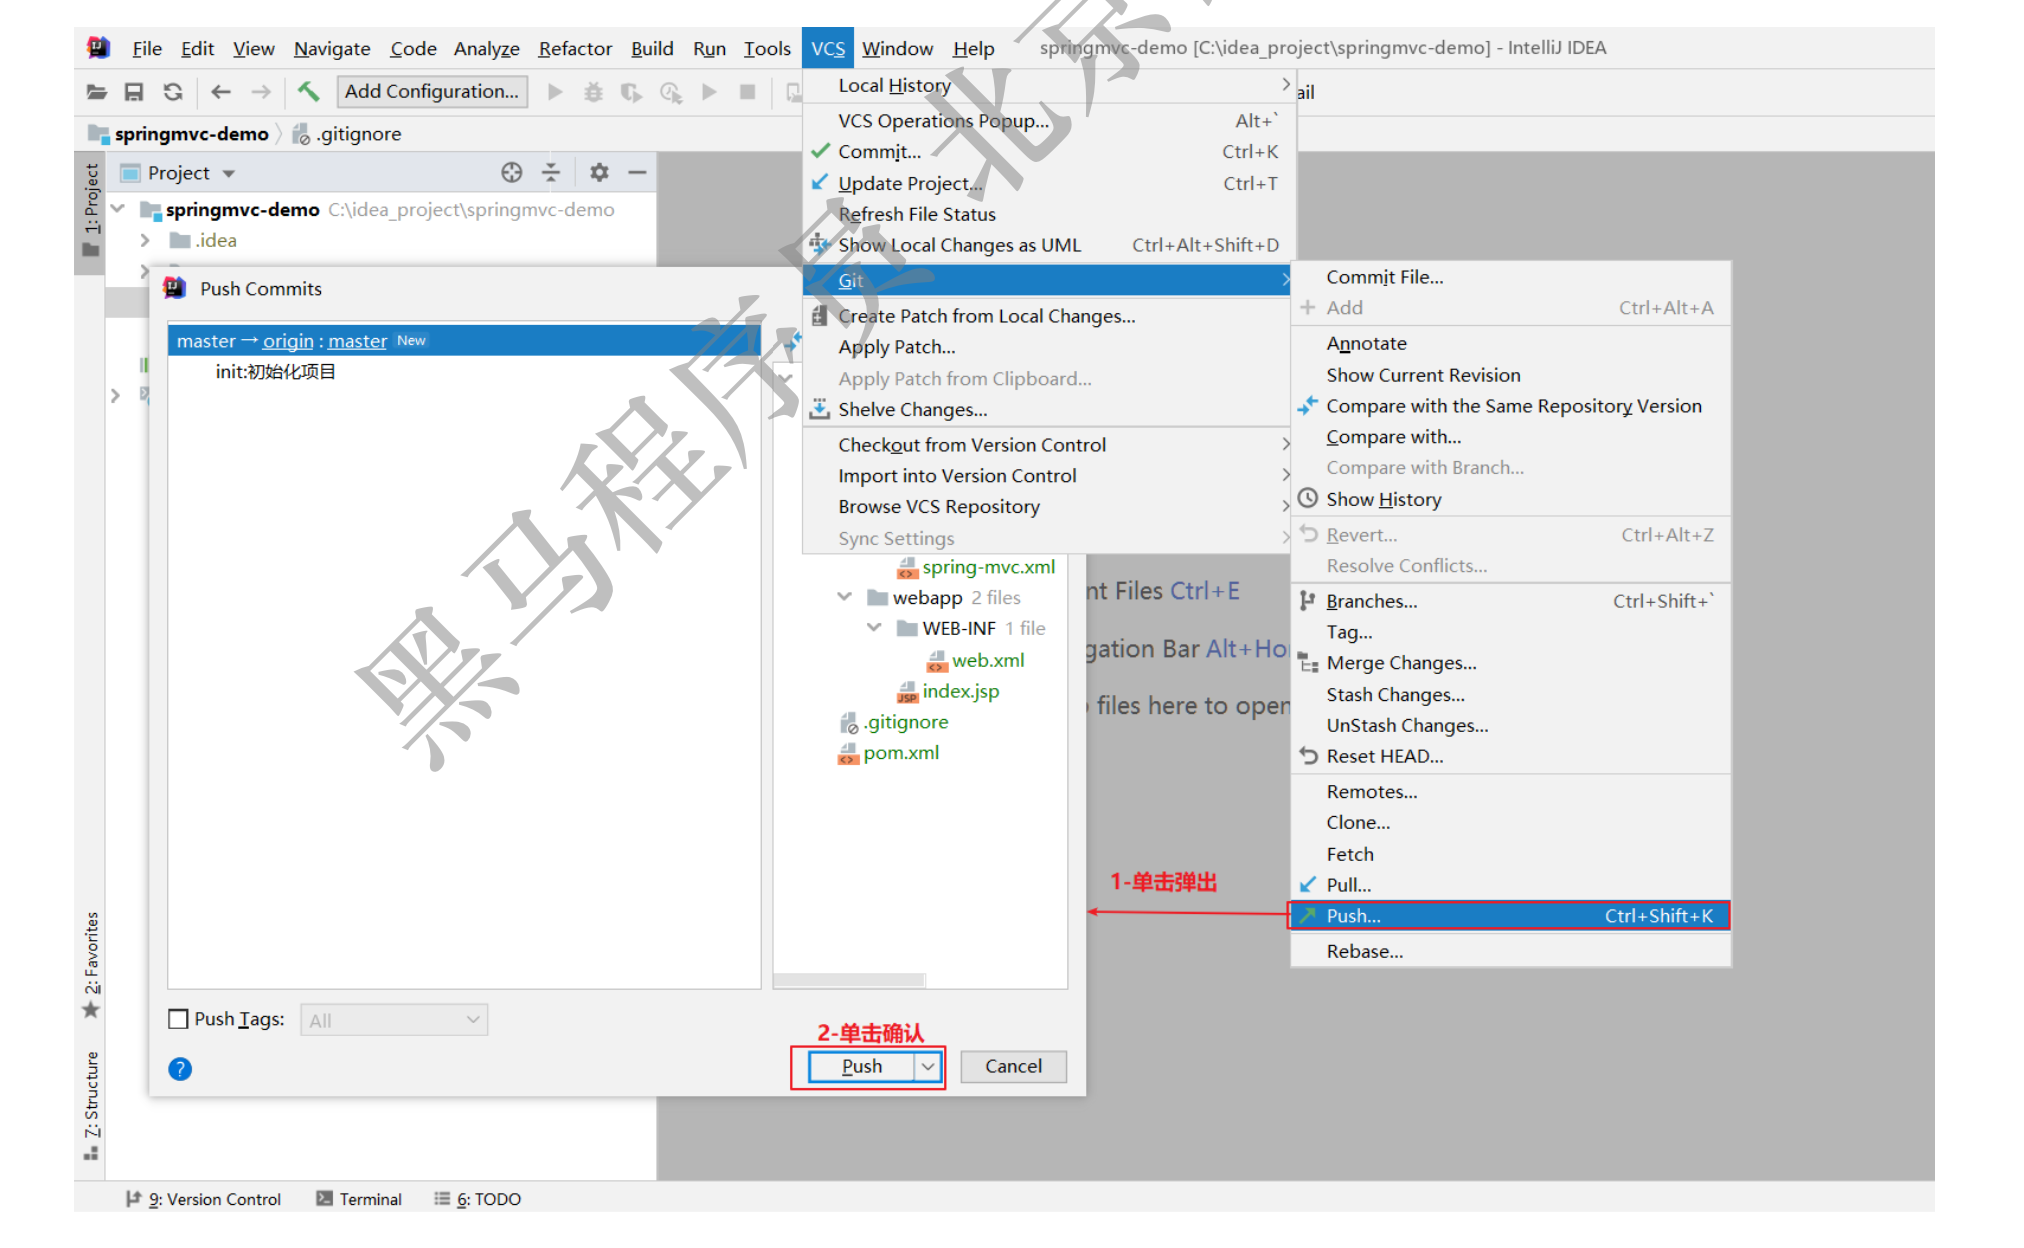 File Edit View Navigate Code Analyze Refactor Build Run Tools VCS Window Help springmvc-demo [C:\idea_project\springmvc-demo] - IntelliJ IDEA
Add Configuration...
ail
springmvc-demo .gitignore
1: Project
Project
springmvc-demo C:\idea_project\springmvc-demo
.idea
Push Commits
master → origin : master New
init:初始化项目
Local History
VCS Operations Popup... Alt+`
Commit... Ctrl+K
Update Project... Ctrl+T
Refresh File Status
Show Local Changes as UML Ctrl+Alt+Shift+D
Git
Create Patch from Local Changes...
Apply Patch...
Apply Patch from Clipboard...
Shelve Changes...
Checkout from Version Control
Import into Version Control
Browse VCS Repository
Sync Settings
Commit File...
Add Ctrl+Alt+A
Annotate
Show Current Revision
Compare with the Same Repository Version
Compare with...
Compare with Branch...
Show History
Revert... Ctrl+Alt+Z
Resolve Conflicts...
Branches... Ctrl+Shift+`
Tag...
Merge Changes...
Stash Changes...
UnStash Changes...
Reset HEAD...
Remotes...
Clone...
Fetch
Pull...
Push... Ctrl+Shift+K
Rebase...
spring-mvc.xml
webapp 2 files
WEB-INF 1 file
web.xml
index.jsp
.gitignore
pom.xml
nt Files Ctrl+E
gation Bar Alt+Ho
files here to open
1-单击弹出
2: Favorites
Push Tags: All
2-单击确认
Push Cancel
Z: Structure
9: Version Control Terminal 6: TODO
黑马程序员 北京